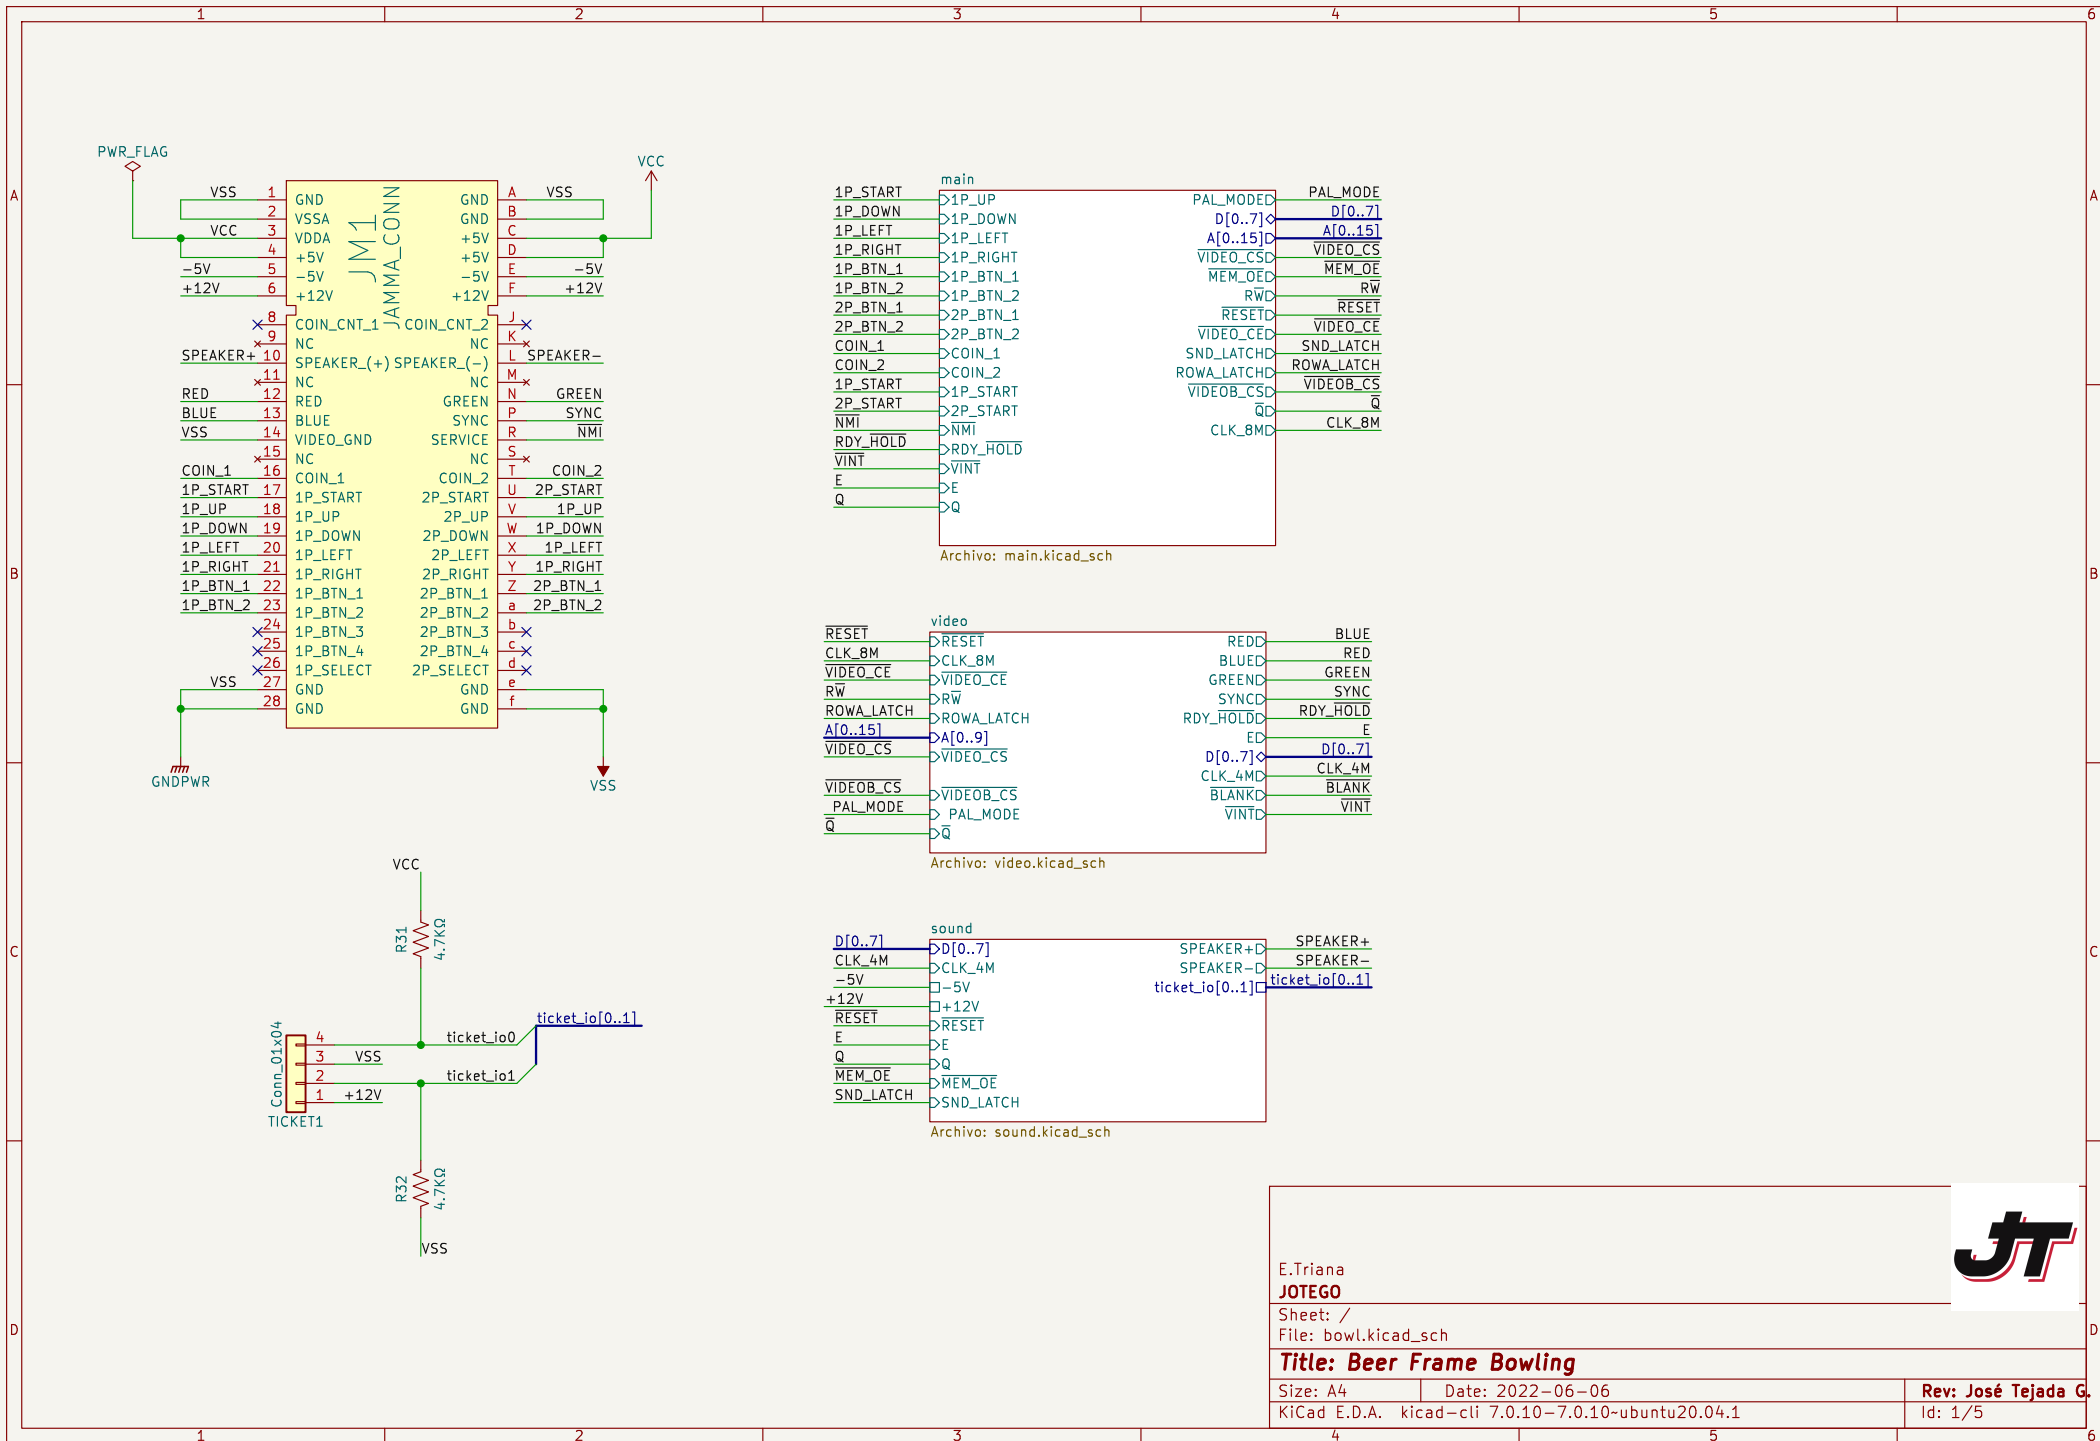 1 2 3 4 5 6
A
B
C
D
A
B
C
D
PWR_FLAG
VCC
JM1
JAMMA_CONN
VSS 1 GND GND A VSS
2 VSSA GND B
VCC 3 VDDA +5V C
4 +5V +5V D
-5V 5 -5V -5V E -5V
+12V 6 +12V +12V F +12V
8 COIN_CNT_1 COIN_CNT_2 J
9 NC NC K
SPEAKER+ 10 SPEAKER_(+) SPEAKER_(-) L SPEAKER-
11 NC NC M
RED 12 RED GREEN N GREEN
BLUE 13 BLUE SYNC P SYNC
VSS 14 VIDEO_GND SERVICE R NMI
15 NC NC S
COIN_1 16 COIN_1 COIN_2 T COIN_2
1P_START 17 1P_START 2P_START U 2P_START
1P_UP 18 1P_UP 2P_UP V 1P_UP
1P_DOWN 19 1P_DOWN 2P_DOWN W 1P_DOWN
1P_LEFT 20 1P_LEFT 2P_LEFT X 1P_LEFT
1P_RIGHT 21 1P_RIGHT 2P_RIGHT Y 1P_RIGHT
1P_BTN_1 22 1P_BTN_1 2P_BTN_1 Z 2P_BTN_1
1P_BTN_2 23 1P_BTN_2 2P_BTN_2 a 2P_BTN_2
24 1P_BTN_3 2P_BTN_3 b
25 1P_BTN_4 2P_BTN_4 c
26 1P_SELECT 2P_SELECT d
VSS 27 GND GND e
28 GND GND f
GNDPWR
VSS
VCC
R31
4.7KΩ
ticket_io[0..1]
Conn_01x04
4 ticket_io0
3 VSS
2 ticket_io1
1 +12V
TICKET1
R32
4.7KΩ
VSS
main
1P_START 1P_UP PAL_MODE PAL_MODE
1P_DOWN 1P_DOWN D[0..7] D[0..7]
1P_LEFT 1P_LEFT A[0..15] A[0..15]
1P_RIGHT 1P_RIGHT VIDEO_CS VIDEO_CS
1P_BTN_1 1P_BTN_1 MEM_OE MEM_OE
1P_BTN_2 1P_BTN_2 RW RW
2P_BTN_1 2P_BTN_1 RESET RESET
2P_BTN_2 2P_BTN_2 VIDEO_CE VIDEO_CE
COIN_1 COIN_1 SND_LATCH SND_LATCH
COIN_2 COIN_2 ROWA_LATCH ROWA_LATCH
1P_START 1P_START VIDEOB_CS VIDEOB_CS
2P_START 2P_START Q Q
NMI NMI CLK_8M CLK_8M
RDY_HOLD RDY_HOLD
VINT VINT
E E
Q Q
Archivo: main.kicad_sch
video
RESET RESET RED BLUE
CLK_8M CLK_8M BLUE RED
VIDEO_CE VIDEO_CE GREEN GREEN
RW RW SYNC SYNC
ROWA_LATCH ROWA_LATCH RDY_HOLD RDY_HOLD
A[0..15] A[0..9] E E
VIDEO_CS VIDEO_CS D[0..7] D[0..7]
CLK_4M CLK_4M
VIDEOB_CS VIDEOB_CS BLANK BLANK
PAL_MODE PAL_MODE VINT VINT
Q Q
Archivo: video.kicad_sch
sound
D[0..7] D[0..7] SPEAKER+ SPEAKER+
CLK_4M CLK_4M SPEAKER- SPEAKER-
-5V -5V ticket_io[0..1] ticket_io[0..1]
+12V +12V
RESET RESET
E E
Q Q
MEM_OE MEM_OE
SND_LATCH SND_LATCH
Archivo: sound.kicad_sch
JT
E.Triana
JOTEGO
Sheet: /
File: bowl.kicad_sch
Title: Beer Frame Bowling
Size: A4 Date: 2022-06-06 Rev: José Tejada G.
KiCad E.D.A. kicad-cli 7.0.10-7.0.10~ubuntu20.04.1 Id: 1/5
1 2 3 4 5 6